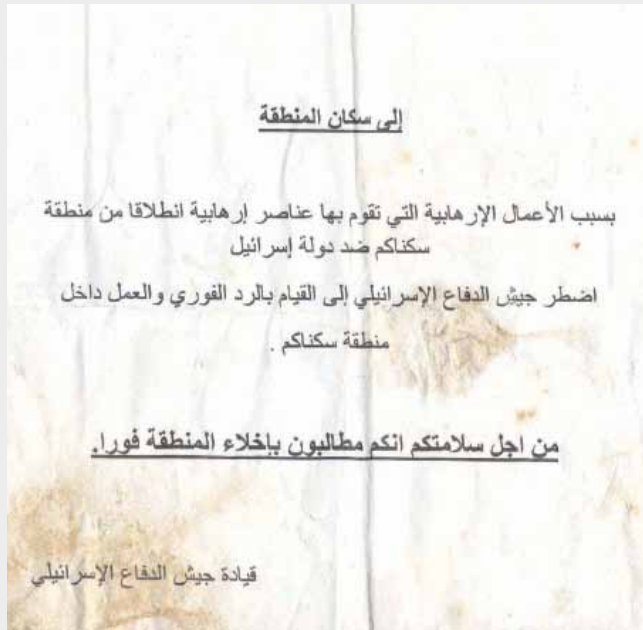 إلى سكان المنطقة
بسبب الأعمال الإرهابية التي تقوم بها عناصر إرهابية انطلاقا من منطقة
سكناكم ضد دولة إسرائيل
اضطر جيش الدفاع الإسرائيلي إلى القيام بالرد الفوري والعمل داخل
منطقة سكناكم .
من اجل سلامتكم انكم مطالبون بإخلاء المنطقة فورا.
قيادة جيش الدفاع الإسرائيلي